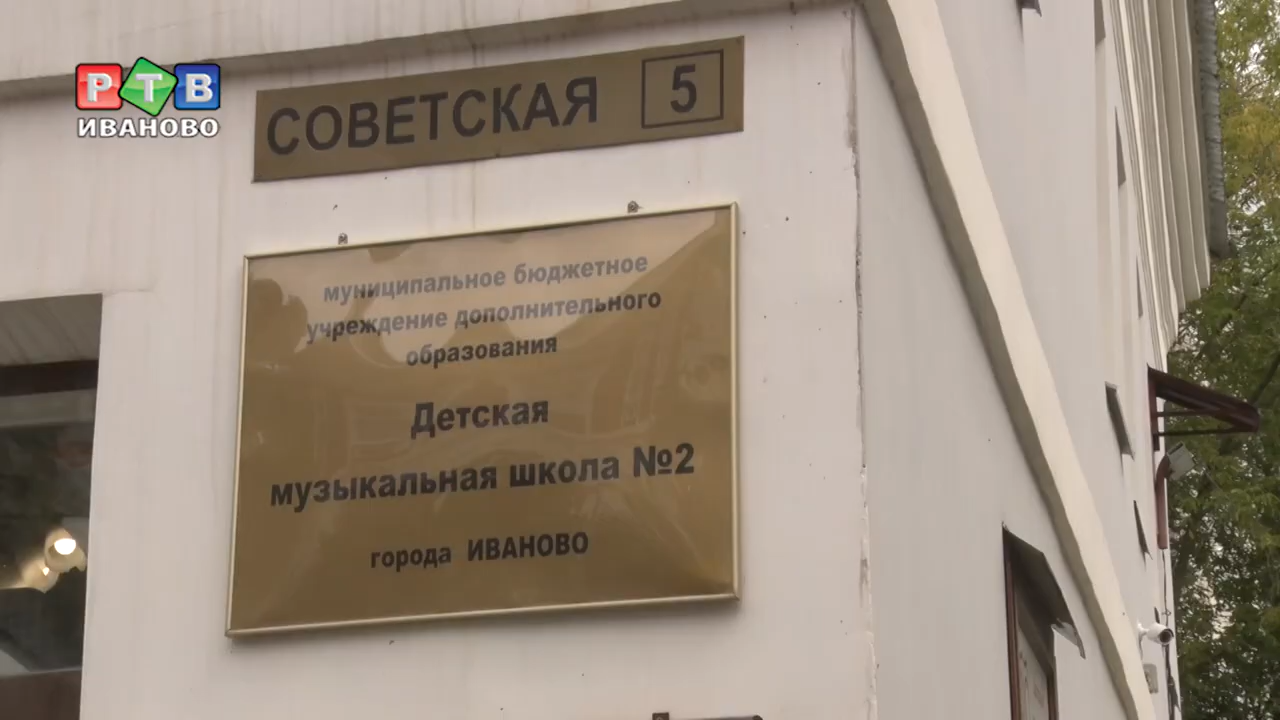 РТВ
ИВАНОВО
СОВЕТСКАЯ 5
муниципальное бюджетное
учреждение дополнительного
образования
Детская
музыкальная школа №2
города ИВАНОВО